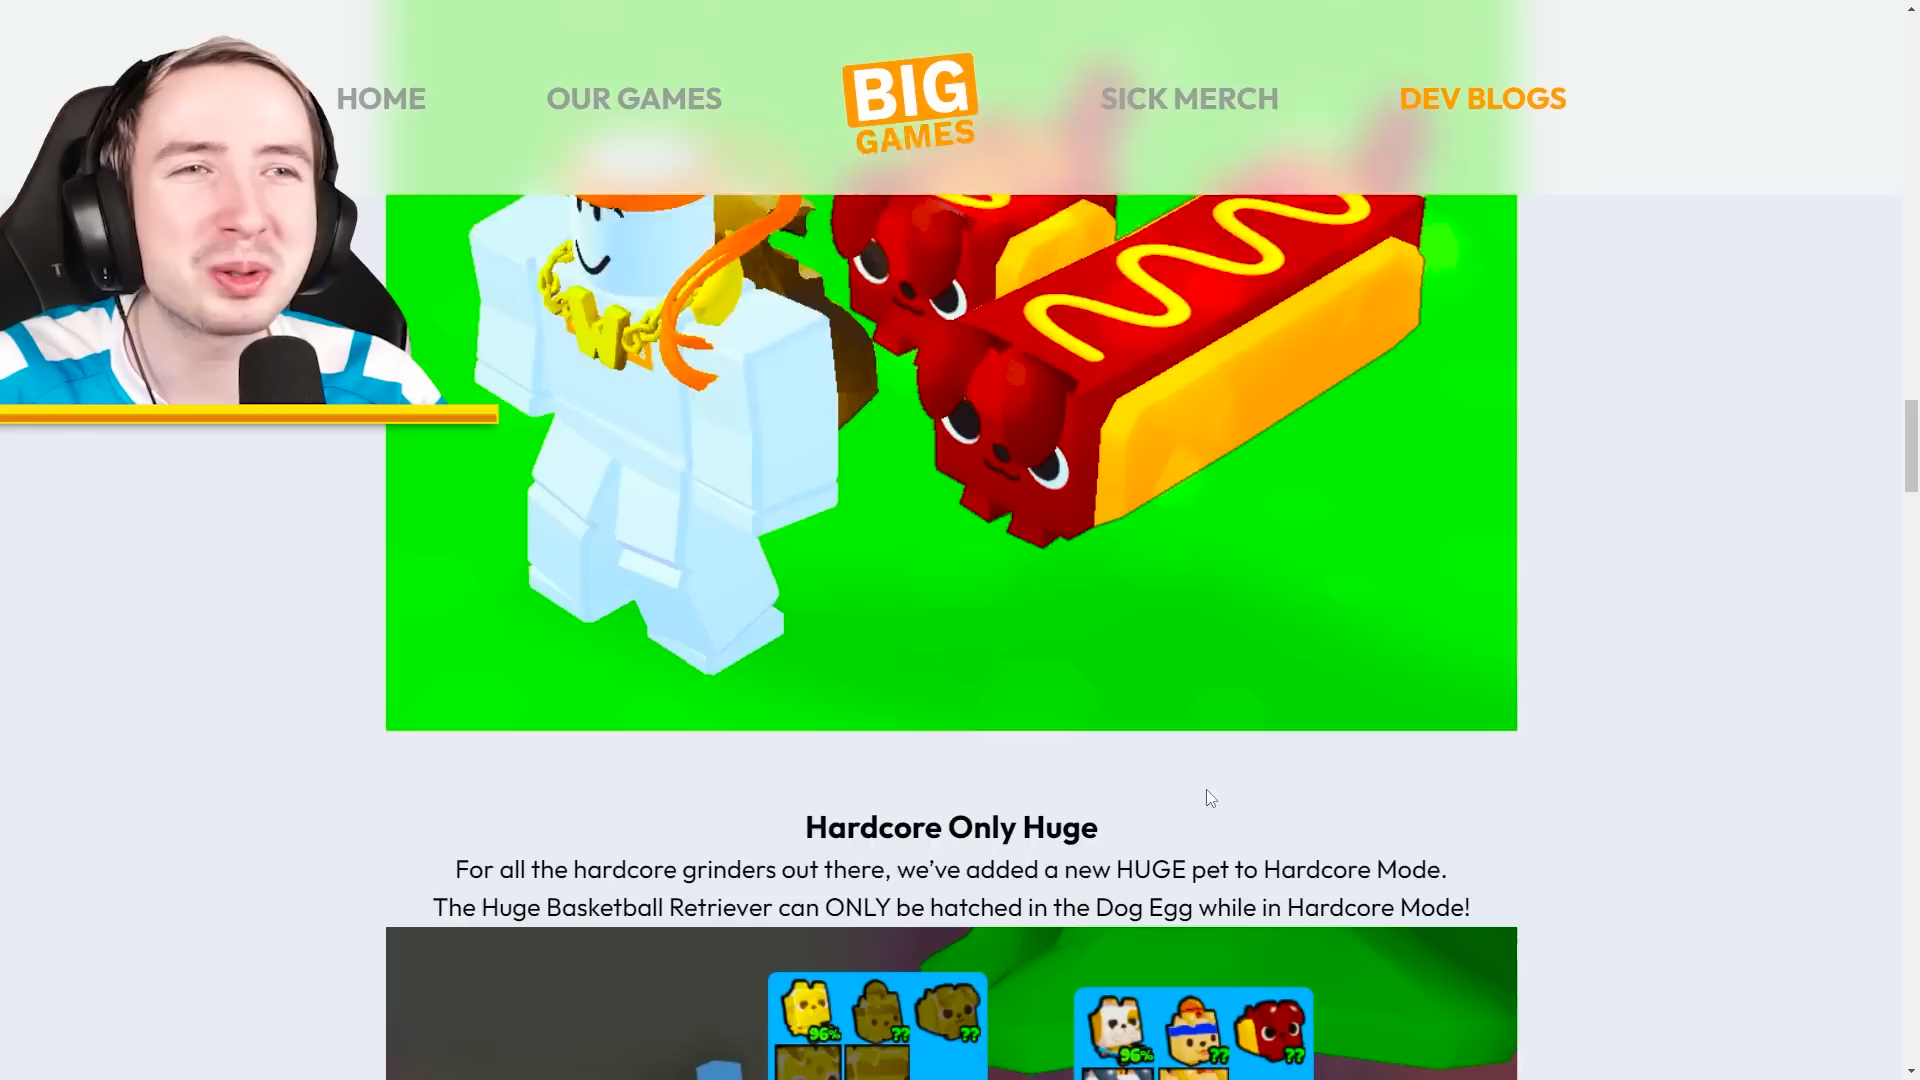 HOME
OUR GAMES
BIG
GAMES
SICK MERCH
DEV BLOGS
W
Hardcore Only Huge
For all the hardcore grinders out there, we’ve added a new HUGE pet to Hardcore Mode.
The Huge Basketball Retriever can ONLY be hatched in the Dog Egg while in Hardcore Mode!
96%
??
??
96%
??
??